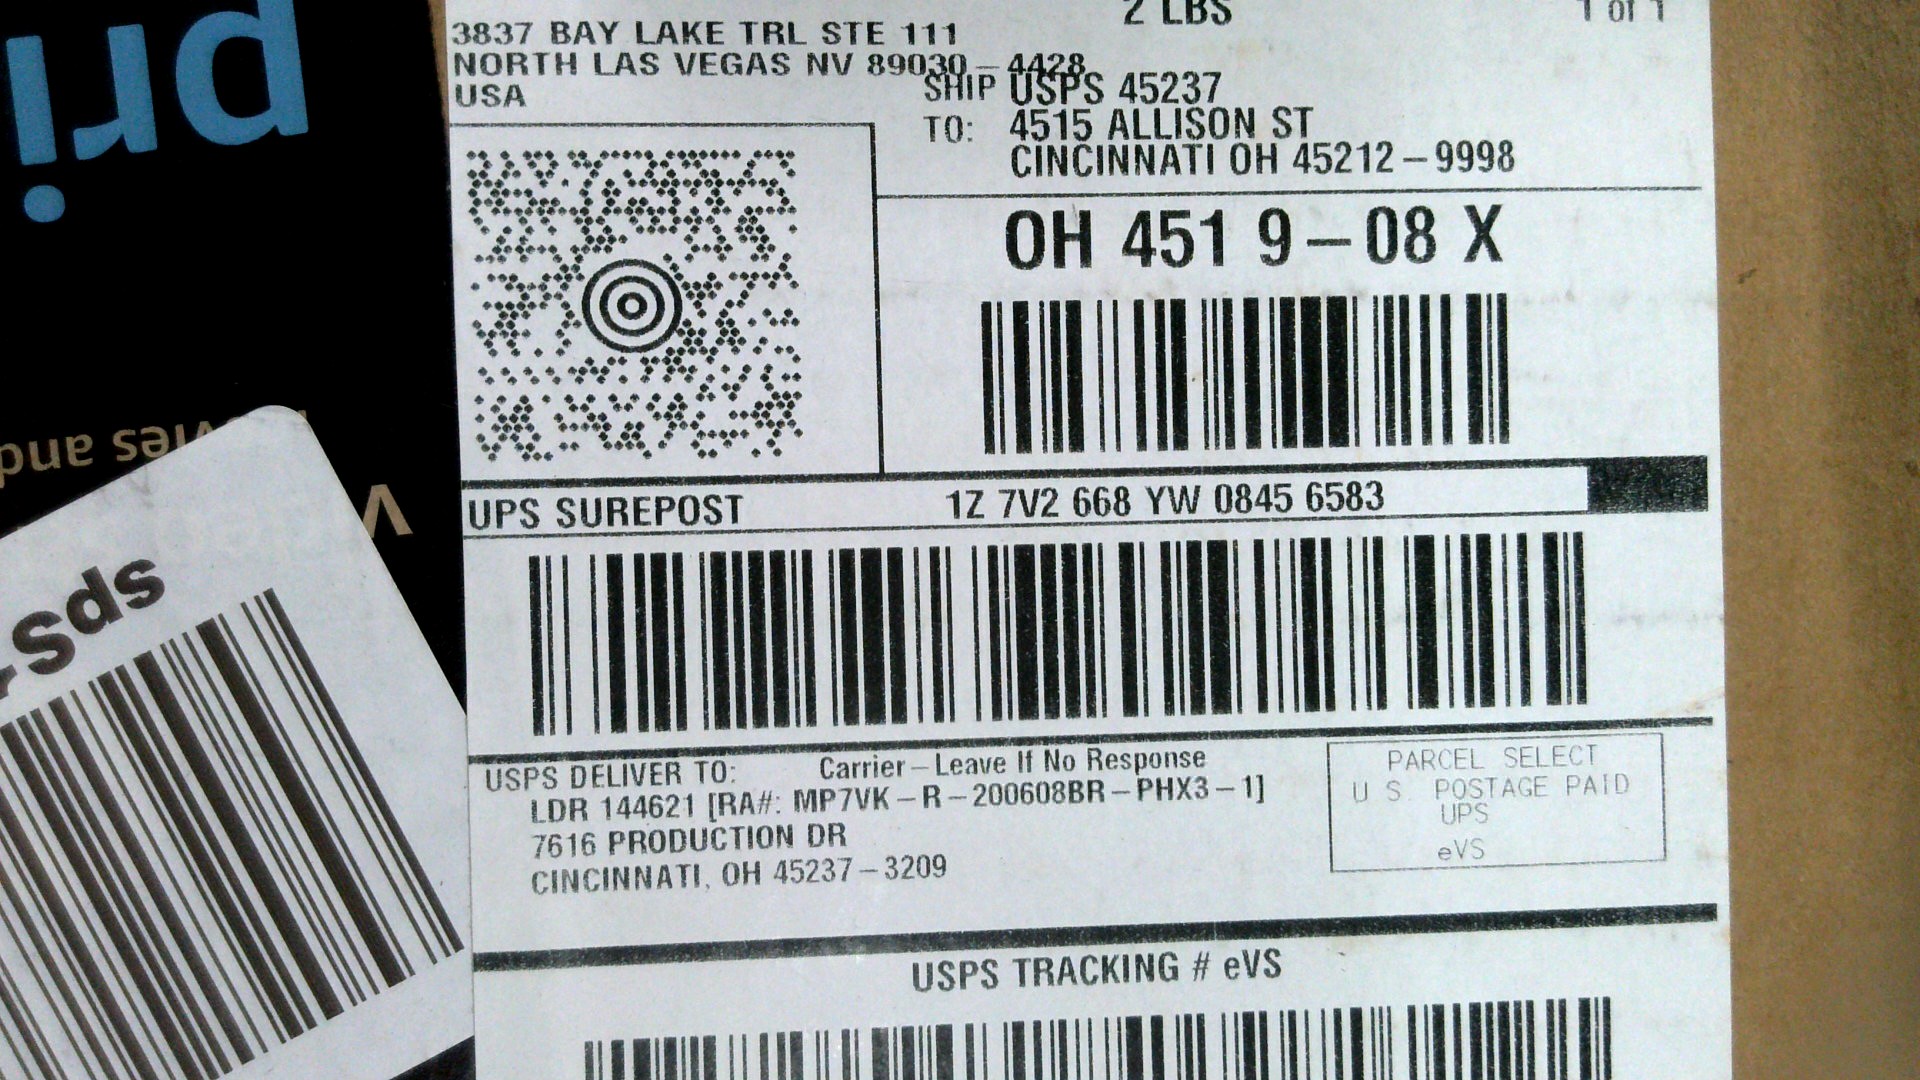 2 LBS
1 of 1
3837 BAY LAKE TRL STE 111
NORTH LAS VEGAS NV 89030-4428
USA
SHIP TO:
USPS 45237
4515 ALLISON ST
CINCINNATI OH 45212-9998
OH 451 9-08 X
UPS SUREPOST
1Z 7V2 668 YW 0845 6583
USPS DELIVER TO:
Carrier-Leave If No Response
LDR 144621 [RA#: MP7VK-R-200608BR-PHX3-1]
7616 PRODUCTION DR
CINCINNATI, OH 45237-3209
PARCEL SELECT
U S POSTAGE PAID
UPS
eVS
USPS TRACKING # eVS
pri
and
sps